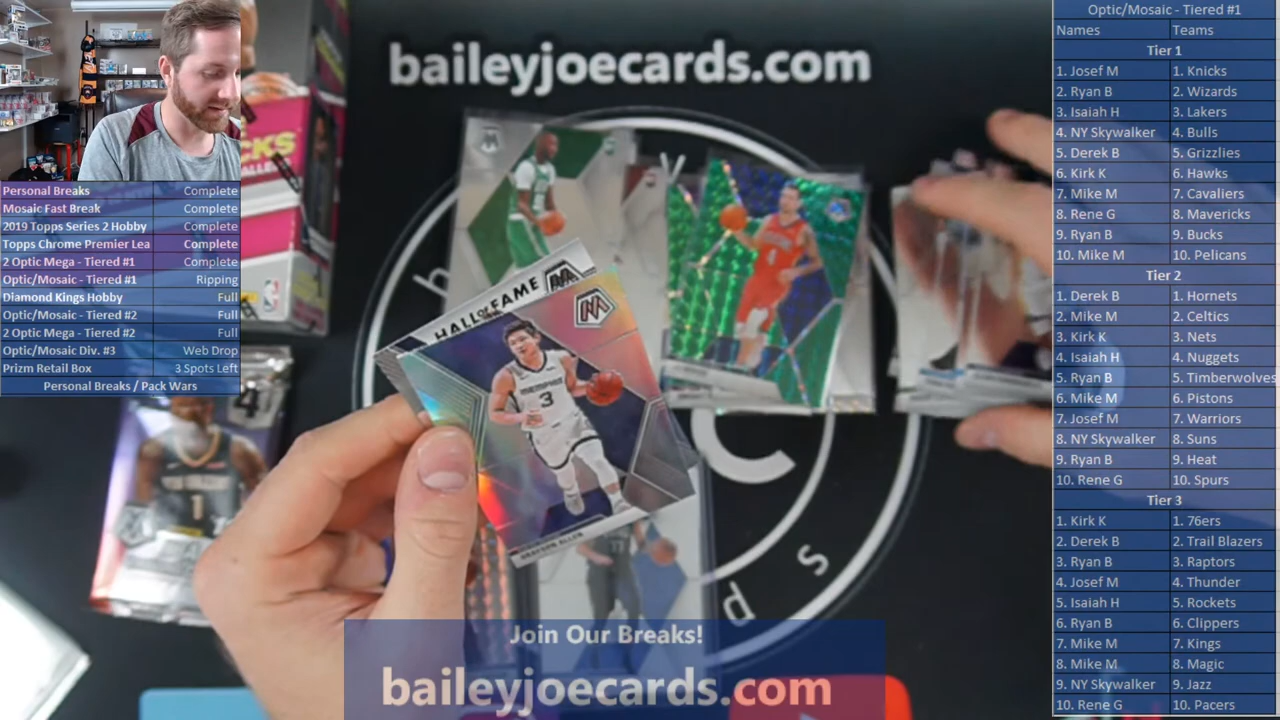 baileyjoecards.com
Personal Breaks Complete
Mosaic Fast Break Complete
2019 Topps Series 2 Hobby Complete
Topps Chrome Premier Lea Complete
2 Optic Mega - Tiered #1 Complete
Optic/Mosaic - Tiered #1 Ripping
Diamond Kings Hobby Full
Optic/Mosaic - Tiered #2 Full
2 Optic Mega - Tiered #2 Full
Optic/Mosaic Div. #3 Web Drop
Prizm Retail Box 3 Spots Left
Personal Breaks / Pack Wars
HALL OF FAME
MEMPHIS
3
GRAYSON ALLEN
4
1
Join Our Breaks!
baileyjoecards.com
Optic/Mosaic - Tiered #1
Names Teams
Tier 1
1. Josef M 1. Knicks
2. Ryan B 2. Wizards
3. Isaiah H 3. Lakers
4. NY Skywalker 4. Bulls
5. Derek B 5. Grizzlies
6. Kirk K 6. Hawks
7. Mike M 7. Cavaliers
8. Rene G 8. Mavericks
9. Ryan B 9. Bucks
10. Mike M 10. Pelicans
Tier 2
1. Derek B 1. Hornets
2. Mike M 2. Celtics
3. Kirk K 3. Nets
4. Isaiah H 4. Nuggets
5. Ryan B 5. Timberwolves
6. Mike M 6. Pistons
7. Josef M 7. Warriors
8. NY Skywalker 8. Suns
9. Ryan B 9. Heat
10. Rene G 10. Spurs
Tier 3
1. Kirk K 1. 76ers
2. Derek B 2. Trail Blazers
3. Ryan B 3. Raptors
4. Josef M 4. Thunder
5. Isaiah H 5. Rockets
6. Ryan B 6. Clippers
7. Mike M 7. Kings
8. Mike M 8. Magic
9. NY Skywalker 9. Jazz
10. Rene G 10. Pacers